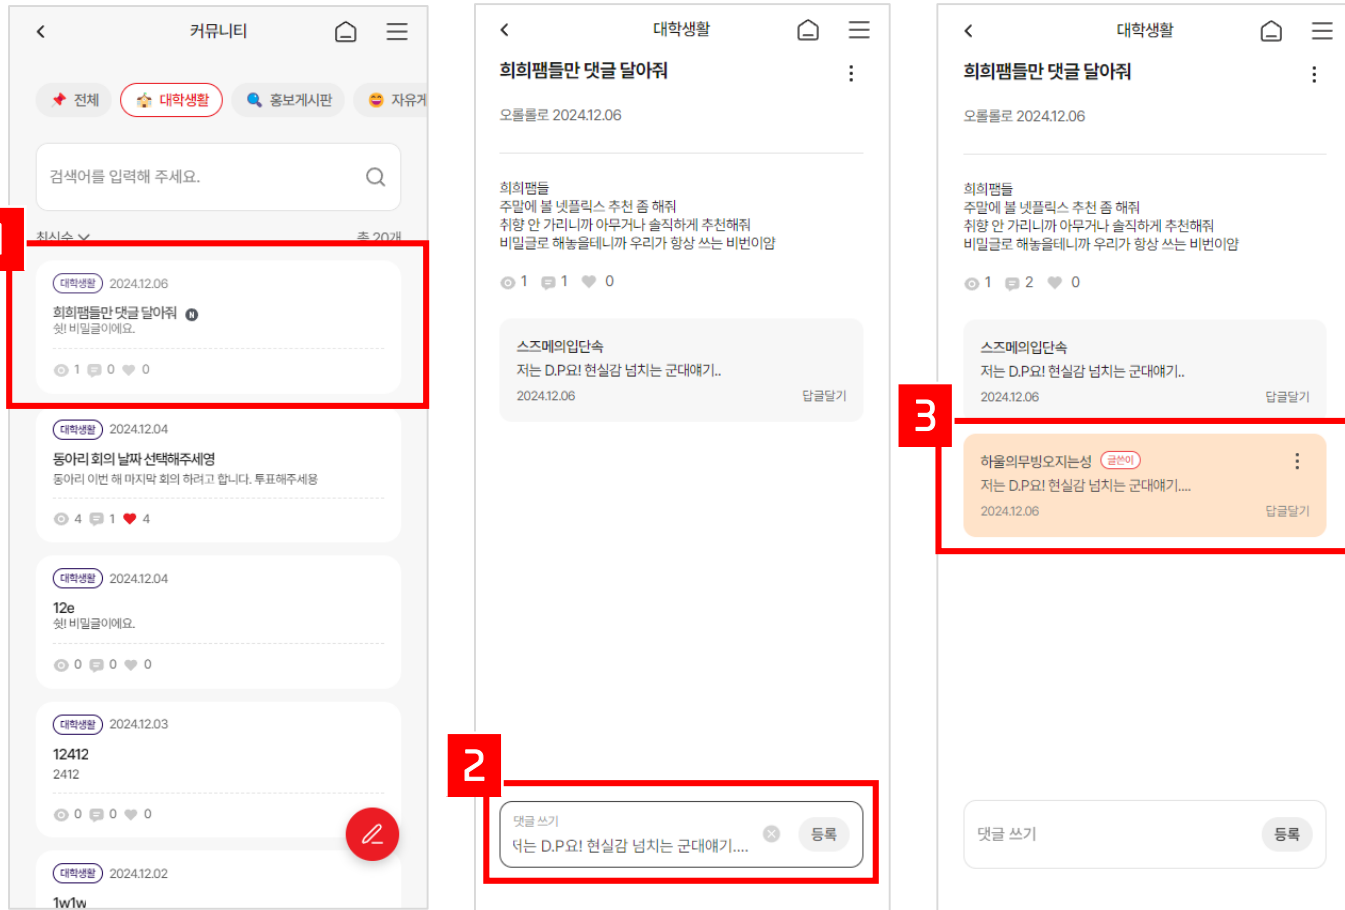 커뮤니티
전체
대학생활
홍보게시판
자유게
검색어를 입력해 주세요.
최신순
총 20개
대학생활 2024.12.06
희희팸들만 댓글 달아줘 N
쉿! 비밀글이에요.
1 0 0
대학생활 2024.12.04
동아리 회의 날짜 선택해주세영
동아리 이번 해 마지막 회의 하려고 합니다. 투표해주세용
4 1 4
대학생활 2024.12.04
12e
쉿! 비밀글이에요.
0 0 0
대학생활 2024.12.03
12412
2412
0 0 0
대학생활 2024.12.02
1w1w
대학생활
희희팸들만 댓글 달아줘
오롤롤로 2024.12.06
희희팸들
주말에 볼 넷플릭스 추천 좀 해줘
취향 안 가리니까 아무거나 솔직하게 추천해줘
비밀글로 해놓을테니까 우리가 항상 쓰는 비번이얌
1 1 0
스즈메의입단속
저는 D.P요! 현실감 넘치는 군대얘기..
2024.12.06 답글달기
2
댓글 쓰기
저는 D.P요! 현실감 넘치는 군대얘기....
등록
대학생활
희희팸들만 댓글 달아줘
오롤롤로 2024.12.06
희희팸들
주말에 볼 넷플릭스 추천 좀 해줘
취향 안 가리니까 아무거나 솔직하게 추천해줘
비밀글로 해놓을테니까 우리가 항상 쓰는 비번이얌
1 2 0
스즈메의입단속
저는 D.P요! 현실감 넘치는 군대얘기..
2024.12.06 답글달기
3
하울의무빙오지는성 글쓴이
저는 D.P요! 현실감 넘치는 군대얘기....
2024.12.06 답글달기
댓글 쓰기
등록